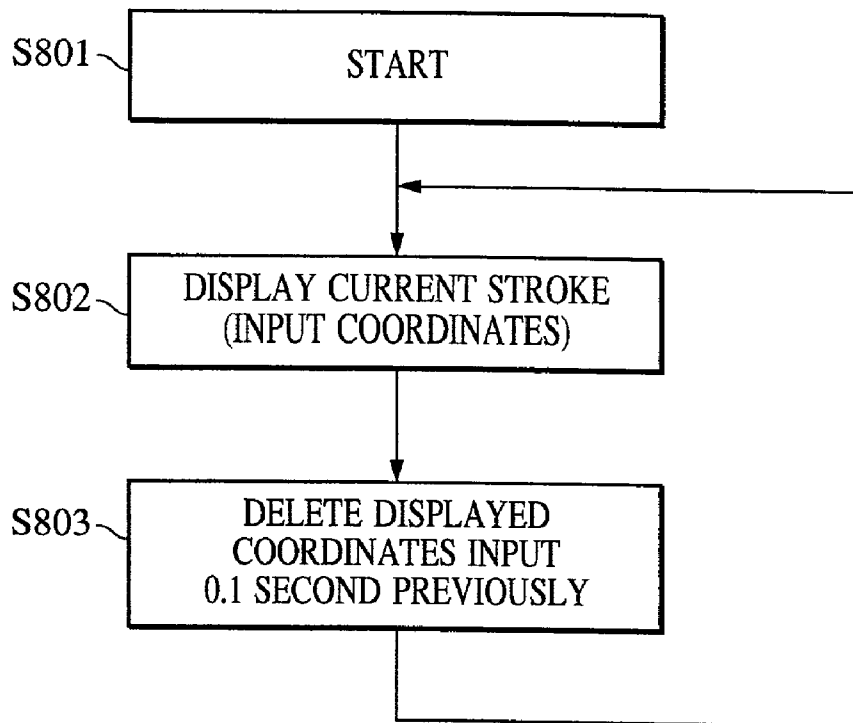 S801
START
S802
DISPLAY CURRENT STROKE
(INPUT COORDINATES)
S803
DELETE DISPLAYED
COORDINATES INPUT
0.1 SECOND PREVIOUSLY